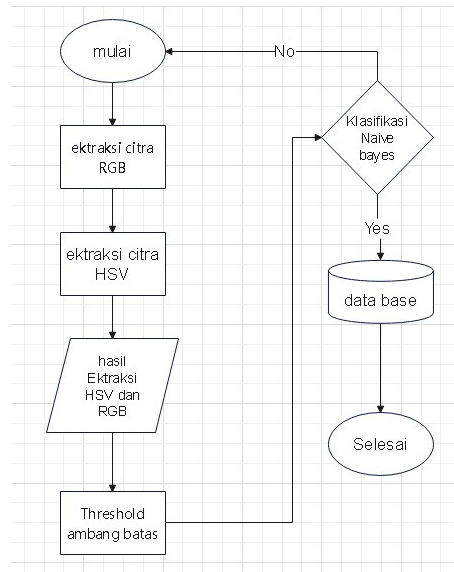 mulai
ektraksi citra
RGB
ektraksi citra
HSV
hasil
Ektraksi
HSV dan
RGB
Threshold
ambang batas
No
Klasifikasi
Naive
bayes
Yes
data base
Selesai